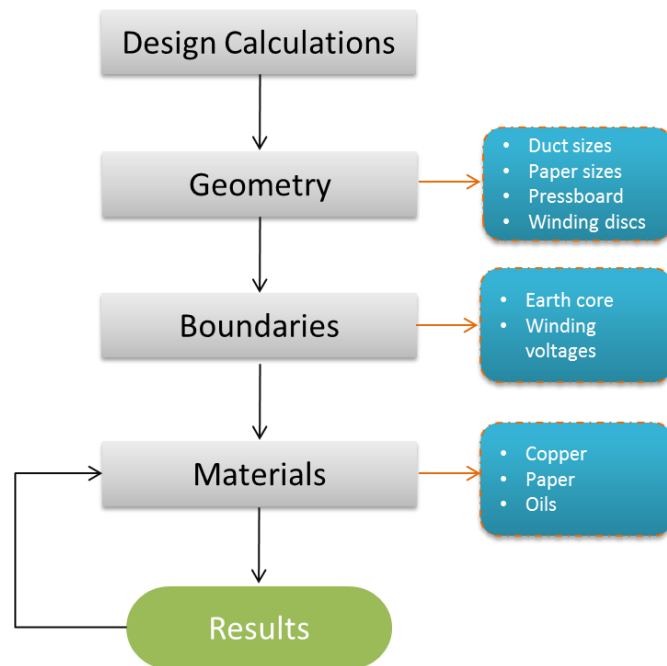 Design Calculations
Geometry
• Duct sizes
• Paper sizes
• Pressboard
• Winding discs
Boundaries
• Earth core
• Winding
voltages
Materials
• Copper
• Paper
• Oils
Results